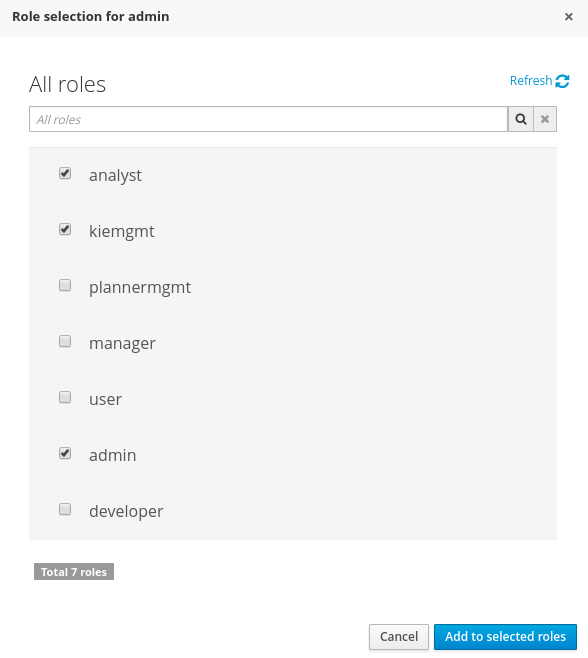 Role selection for admin
All roles
Refresh
All roles
analyst
kiemgmt
plannermgmt
manager
user
admin
developer
Total 7 roles
Cancel
Add to selected roles